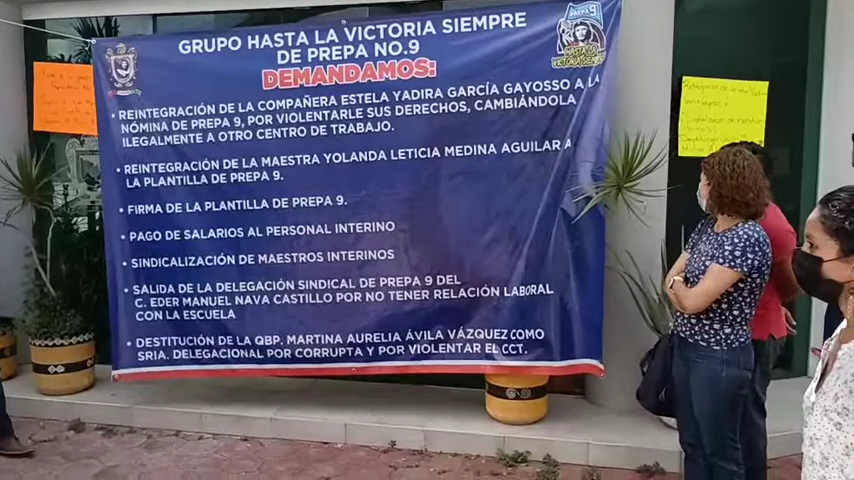 GRUPO HASTA LA VICTORIA SIEMPRE
DE PREPA NO.9
DEMANDAMOS:
• REINTEGRACIÓN DE LA COMPAÑERA ESTELA YADIRA GARCÍA GAYOSSO A LA
NÓMINA DE PREPA 9, POR VIOLENTARLE SUS DERECHOS, CAMBIÁNDOLA
ILEGALMENTE A OTRO CENTRO DE TRABAJO.
• REINTEGRACIÓN DE LA MAESTRA YOLANDA LETICIA MEDINA AGUILAR A
LA PLANTILLA DE PREPA 9.
• FIRMA DE LA PLANTILLA DE PREPA 9.
• PAGO DE SALARIOS AL PERSONAL INTERINO
• SINDICALIZACIÓN DE MAESTROS INTERINOS
• SALIDA DE LA DELEGACIÓN SINDICAL DE PREPA 9 DEL
C. EDER MANUEL NAVA CASTILLO POR NO TENER RELACIÓN LABORAL
CON LA ESCUELA
• DESTITUCIÓN DE LA QBP. MARTINA AURELIA ÁVILA VÁZQUEZ COMO
SRIA. DELEGACIONAL POR CORRUPTA Y POR VIOLENTAR EL CCT.
PREPA 9
HASTA LA
VICTORIA SIEMPRE